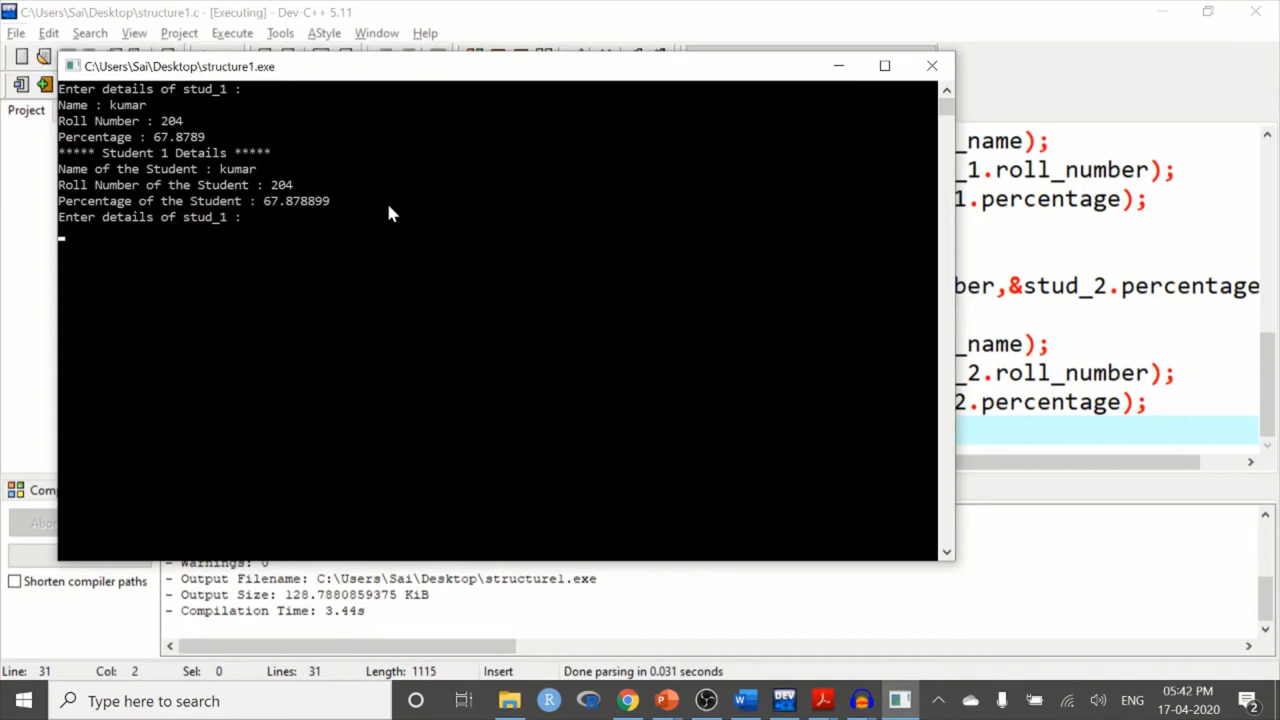 C:\Users\Sai\Desktop\structure1.c - [Executing] - Dev-C++ 5.11
File Edit Search View Project Execute Tools AStyle Window Help
C:\Users\Sai\Desktop\structure1.exe
Project
Enter details of stud_1 :
Name : kumar
Roll Number : 204
Percentage : 67.8789
***** Student 1 Details *****
Name of the Student : kumar
Roll Number of the Student : 204
Percentage of the Student : 67.878899
Enter details of stud_1 :
_name);
_1.roll_number);
1.percentage);
ber,&stud_2.percentage
_name);
_2.roll_number);
2.percentage);
Comp
Abor
Shorten compiler paths
- Warnings: 0
- Output Filename: C:\Users\Sai\Desktop\structure1.exe
- Output Size: 128.7880859375 KiB
- Compilation Time: 3.44s
Line: 31 Col: 2 Sel: 0 Lines: 31 Length: 1115 Insert Done parsing in 0.031 seconds
Type here to search
DEV
ENG
05:42 PM
17-04-2020
2